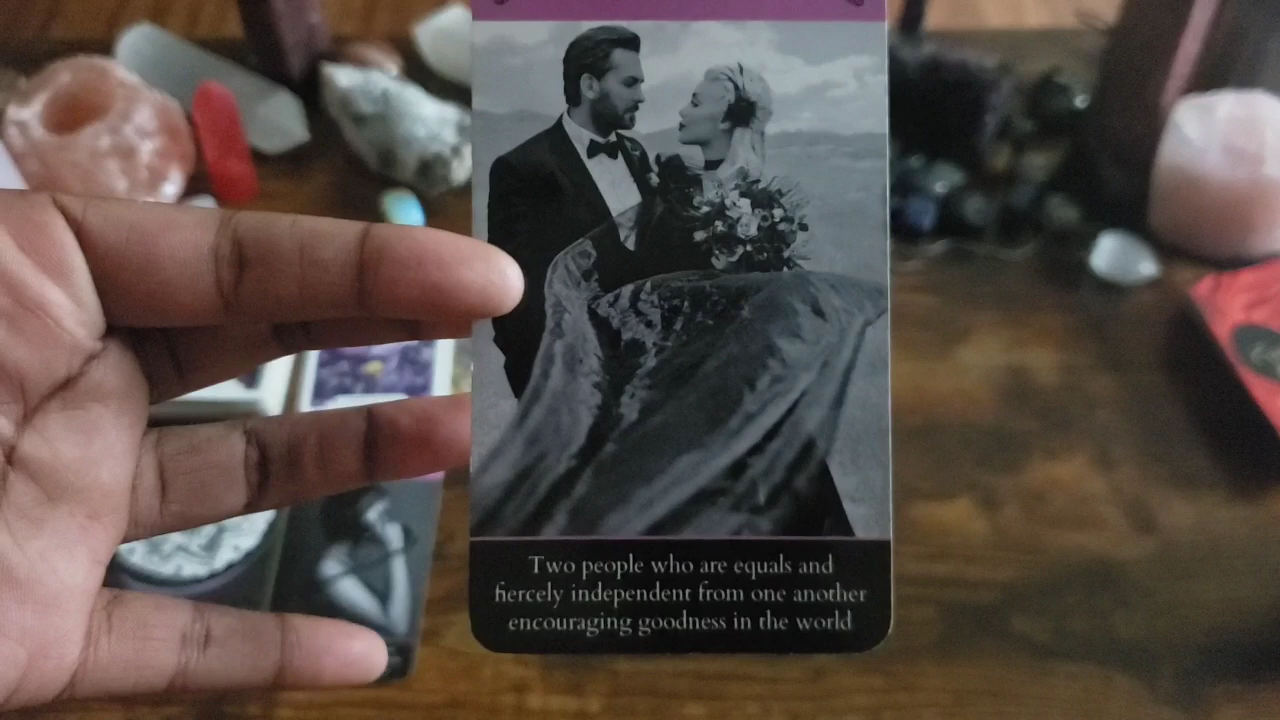 Two people who are equals and
fiercely independent from one another
encouraging goodness in the world